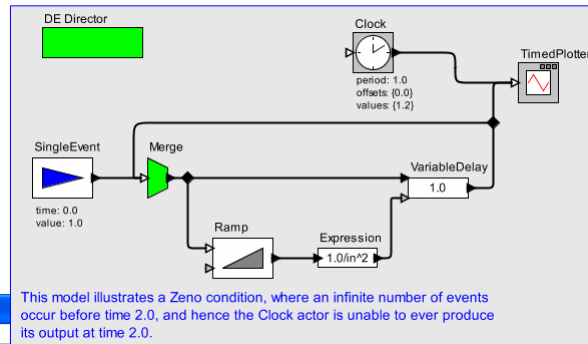 DE Director
Clock
TimedPlotter
period: 1.0
offsets: {0.0}
values: {1.2}
SingleEvent
Merge
VariableDelay
1.0
time: 0.0
value: 1.0
Ramp
Expression
1.0/in^2
This model illustrates a Zeno condition, where an infinite number of events
occur before time 2.0, and hence the Clock actor is unable to ever produce
its output at time 2.0.